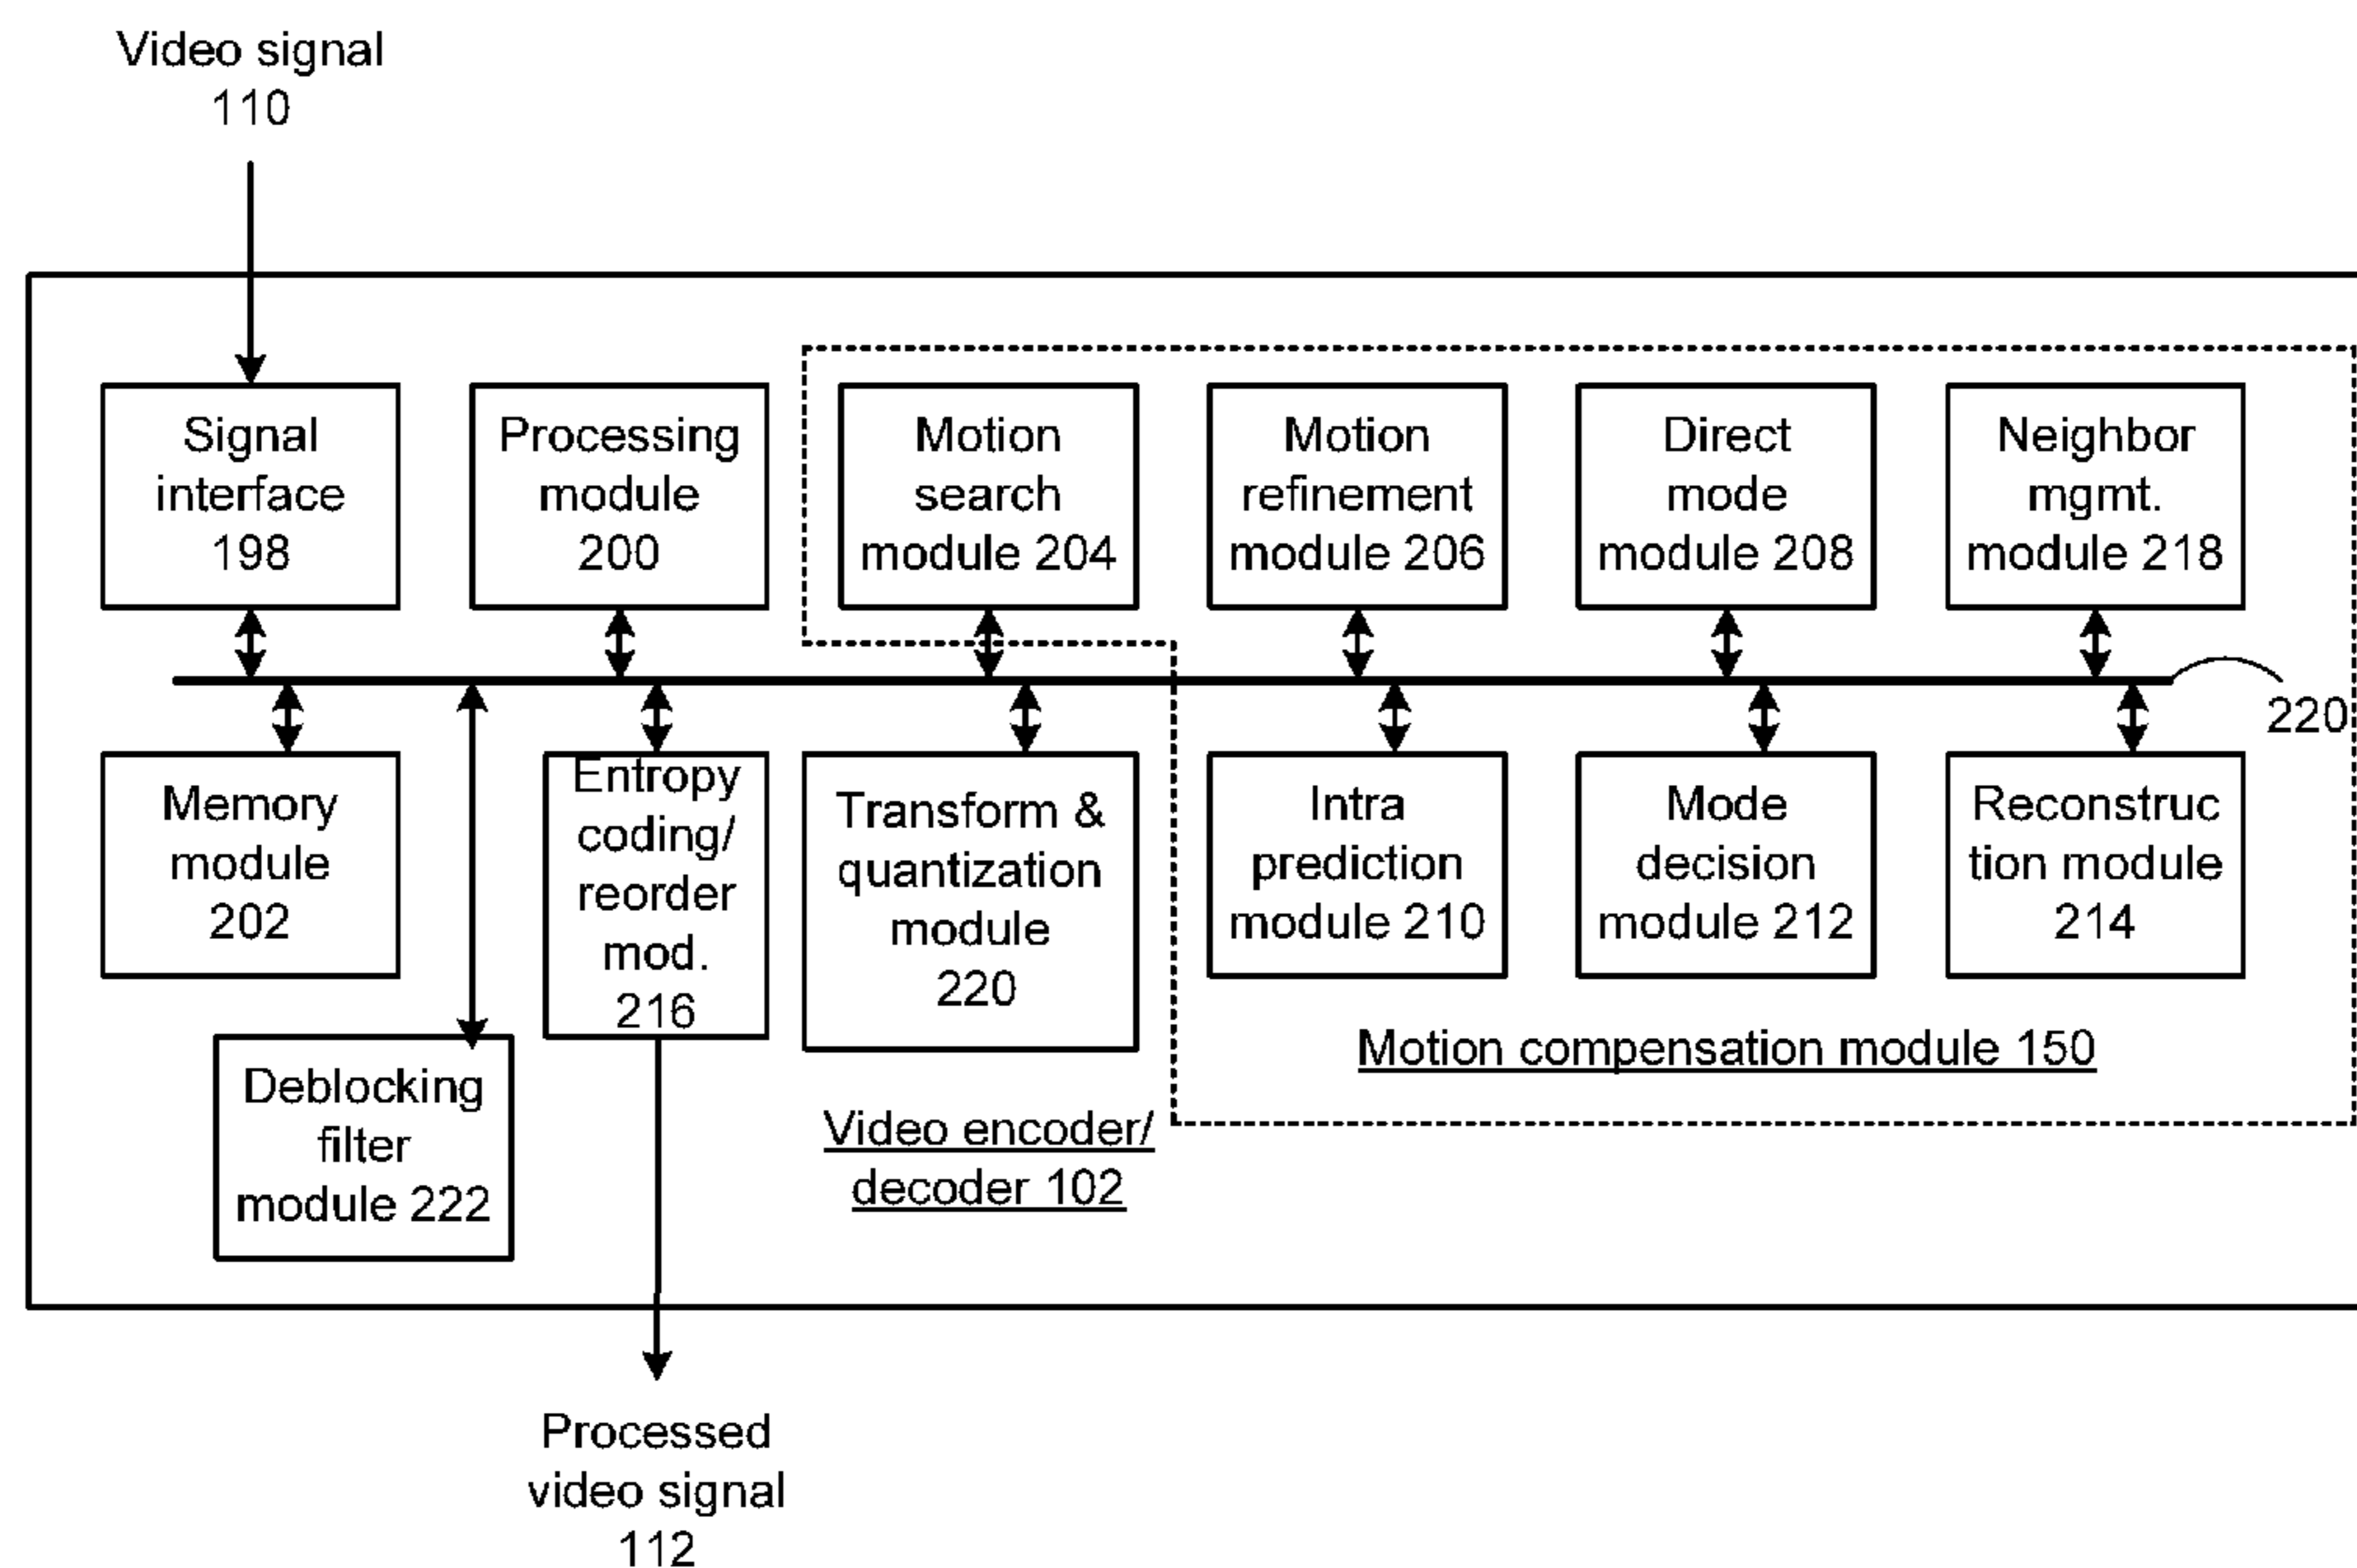 Video signal
110
Signal
interface
198
Processing
module
200
Motion
search
module 204
Motion
refinement
module 206
Direct
mode
module 208
Neighbor
mgmt.
module 218
220
Memory
module
202
Entropy
coding/
reorder
mod.
216
Transform &
quantization
module
220
Intra
prediction
module 210
Mode
decision
module 212
Reconstruc
tion module
214
Motion compensation module 150
Deblocking
filter
module 222
Video encoder/
decoder 102
Processed
video signal
112